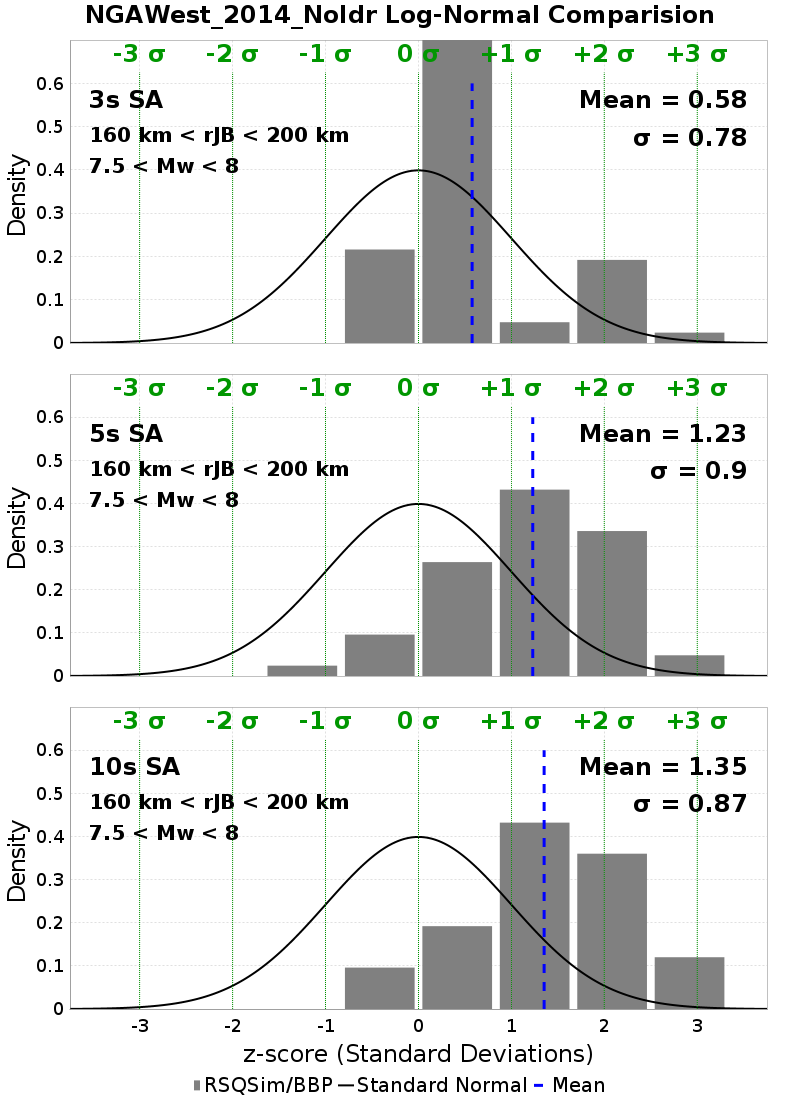 NGAWest_2014_NoIdr Log-Normal Comparision
-3 σ -2 σ -1 σ 0 σ +1 σ +2 σ +3 σ
3s SA
160 km < rJB < 200 km
7.5 < Mw < 8
Mean = 0.58
σ = 0.78
Density
0.6
0.5
0.4
0.3
0.2
0.1
0
-3 σ -2 σ -1 σ 0 σ +1 σ +2 σ +3 σ
5s SA
160 km < rJB < 200 km
7.5 < Mw < 8
Mean = 1.23
σ = 0.9
Density
0.6
0.5
0.4
0.3
0.2
0.1
0
-3 σ -2 σ -1 σ 0 σ +1 σ +2 σ +3 σ
10s SA
160 km < rJB < 200 km
7.5 < Mw < 8
Mean = 1.35
σ = 0.87
Density
0.6
0.5
0.4
0.3
0.2
0.1
0
-3 -2 -1 0 1 2 3
z-score (Standard Deviations)
RSQSim/BBP Standard Normal Mean